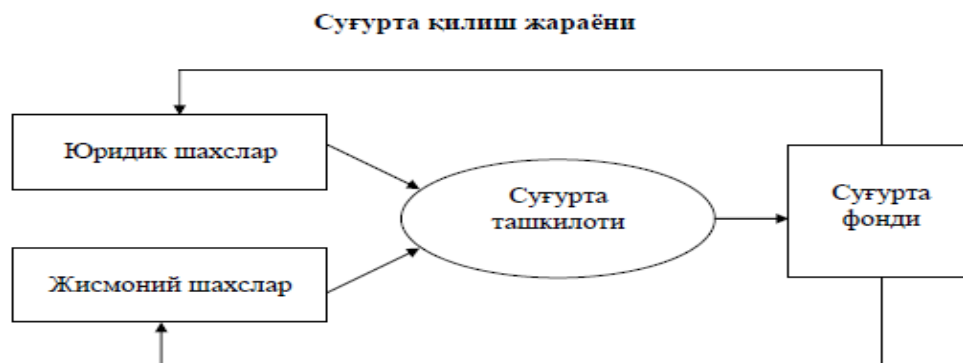 Суғурта қилиш жараёни
Юридик шахслар
Суғурта
ташкилоти
Суғурта
фонди
Жисмоний шахслар